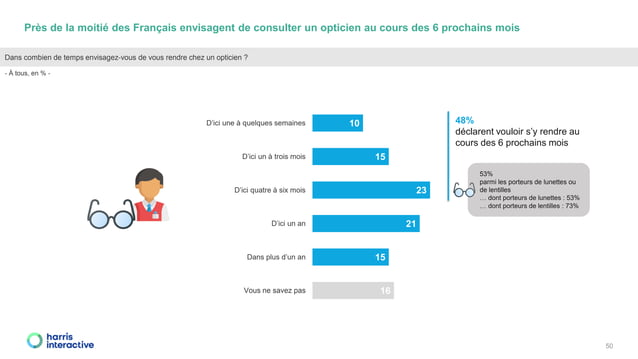 Près de la moitié des Français envisagent de consulter un opticien au cours des 6 prochains mois
Dans combien de temps envisagez-vous de vous rendre chez un opticien ?
- À tous, en % -
D'ici une à quelques semaines 10
D'ici un à trois mois 15
D'ici quatre à six mois 23
D'ici un an 21
Dans plus d'un an 15
Vous ne savez pas 16
48%
déclarent vouloir s'y rendre au
cours des 6 prochains mois
53%
parmi les porteurs de lunettes ou
de lentilles
… dont porteurs de lunettes : 53%
… dont porteurs de lentilles : 73%
harris
interactive
50